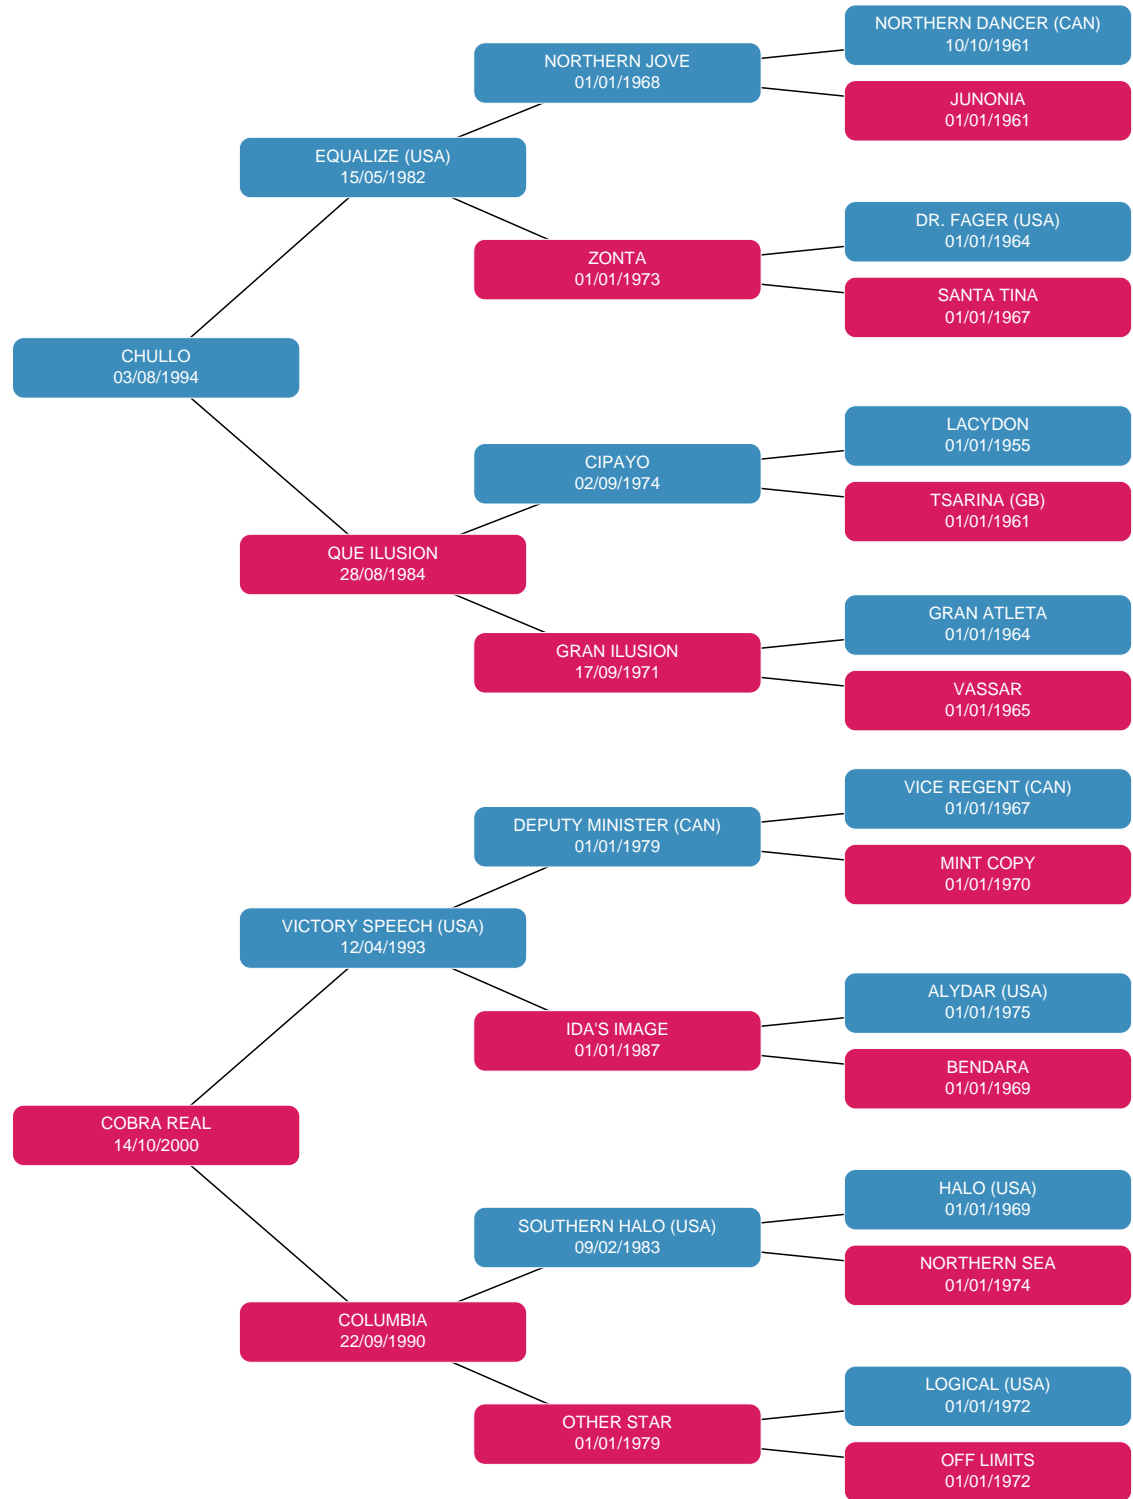 NORTHERN DANCER (CAN)
10/10/1961
NORTHERN JOVE
01/01/1968
JUNONIA
01/01/1961
EQUALIZE (USA)
15/05/1982
DR. FAGER (USA)
01/01/1964
ZONTA
01/01/1973
SANTA TINA
01/01/1967
CHULLO
03/08/1994
LACYDON
01/01/1955
CIPAYO
02/09/1974
TSARINA (GB)
01/01/1961
QUE ILUSION
28/08/1984
GRAN ATLETA
01/01/1964
GRAN ILUSION
17/09/1971
VASSAR
01/01/1965
VICE REGENT (CAN)
01/01/1967
DEPUTY MINISTER (CAN)
01/01/1979
MINT COPY
01/01/1970
VICTORY SPEECH (USA)
12/04/1993
ALYDAR (USA)
01/01/1975
IDA'S IMAGE
01/01/1987
BENDARA
01/01/1969
COBRA REAL
14/10/2000
HALO (USA)
01/01/1969
SOUTHERN HALO (USA)
09/02/1983
NORTHERN SEA
01/01/1974
COLUMBIA
22/09/1990
LOGICAL (USA)
01/01/1972
OTHER STAR
01/01/1979
OFF LIMITS
01/01/1972